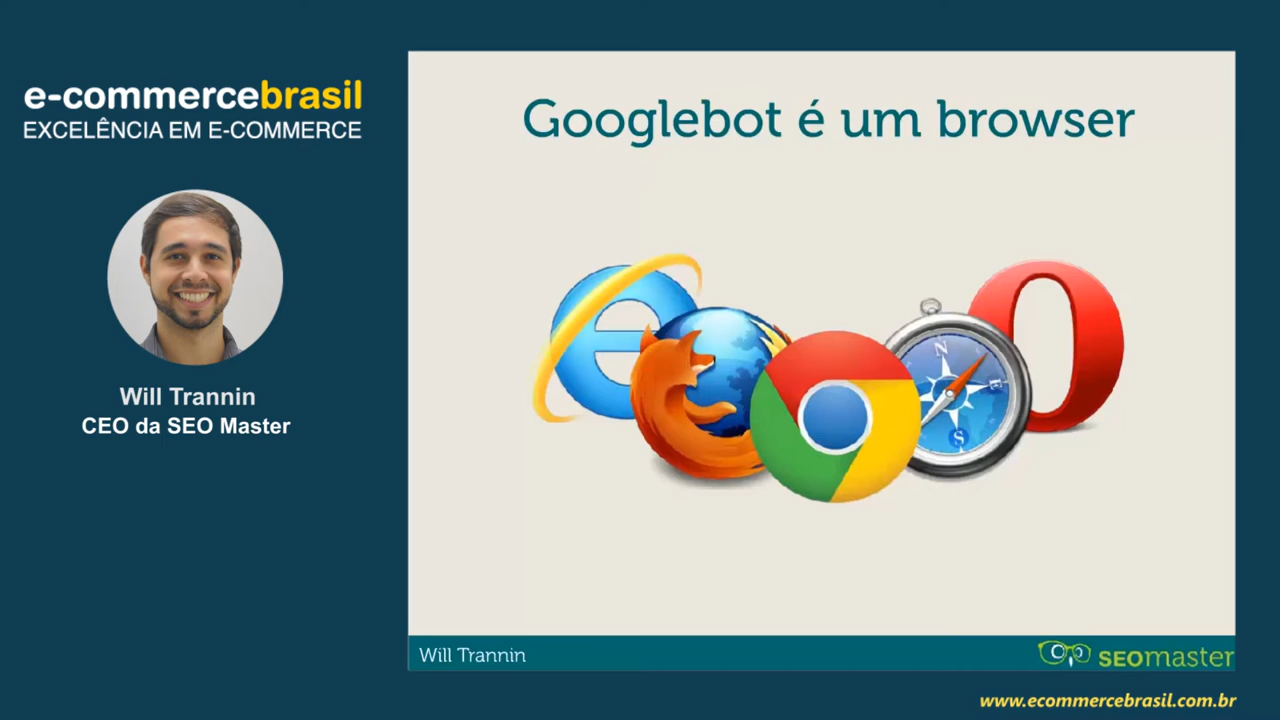 e-commercebrasil
EXCELÊNCIA EM E-COMMERCE
Will Trannin
CEO da SEO Master
Googlebot é um browser
N
E
S
Will Trannin
SEOmaster
www.ecommercebrasil.com.br